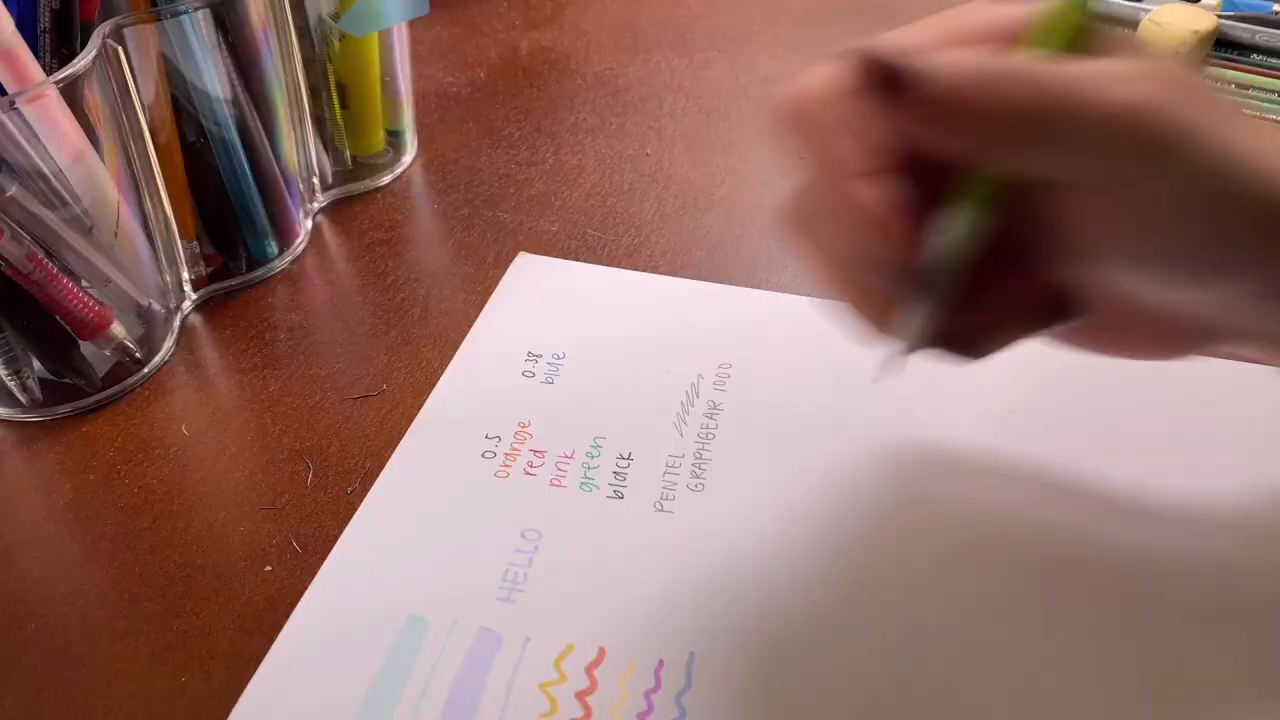 HELLO
0.5
orange
red
pink
green
black
0.38
blue
PENTEL
GRAPHGEAR 1000